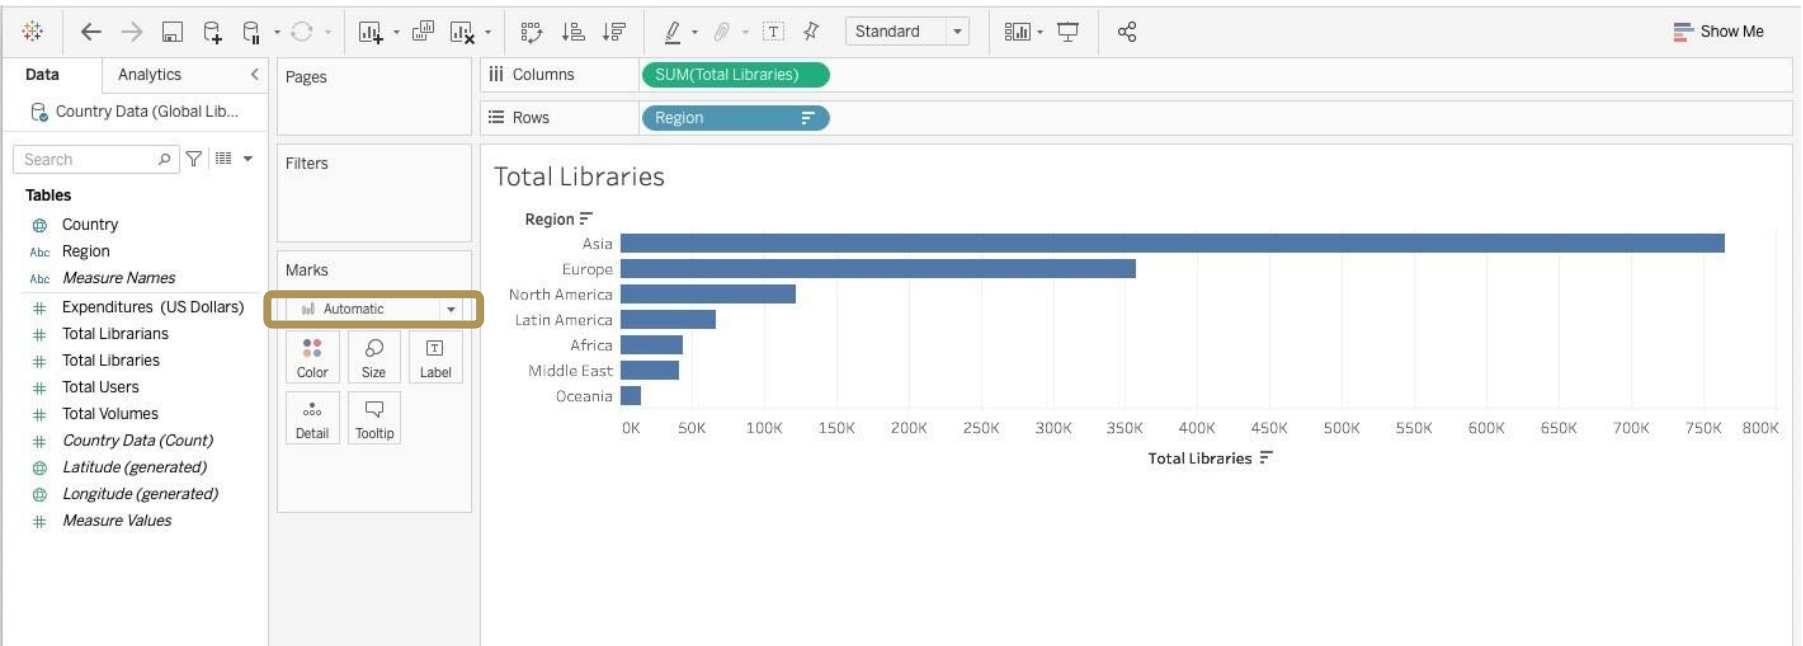 Standard
Show Me
Data
Analytics
Country Data (Global Lib...
Search
Tables
Country
Abc Region
Abc Measure Names
# Expenditures (US Dollars)
# Total Librarians
# Total Libraries
# Total Users
# Total Volumes
# Country Data (Count)
Latitude (generated)
Longitude (generated)
# Measure Values
Pages
Filters
Marks
Automatic
Color
Size
T
Label
Detail
Tooltip
Columns
SUM(Total Libraries)
Rows
Region
Total Libraries
Region
Asia
Europe
North America
Latin America
Africa
Middle East
Oceania
0K 50K 100K 150K 200K 250K 300K 350K 400K 450K 500K 550K 600K 650K 700K 750K 800K
Total Libraries